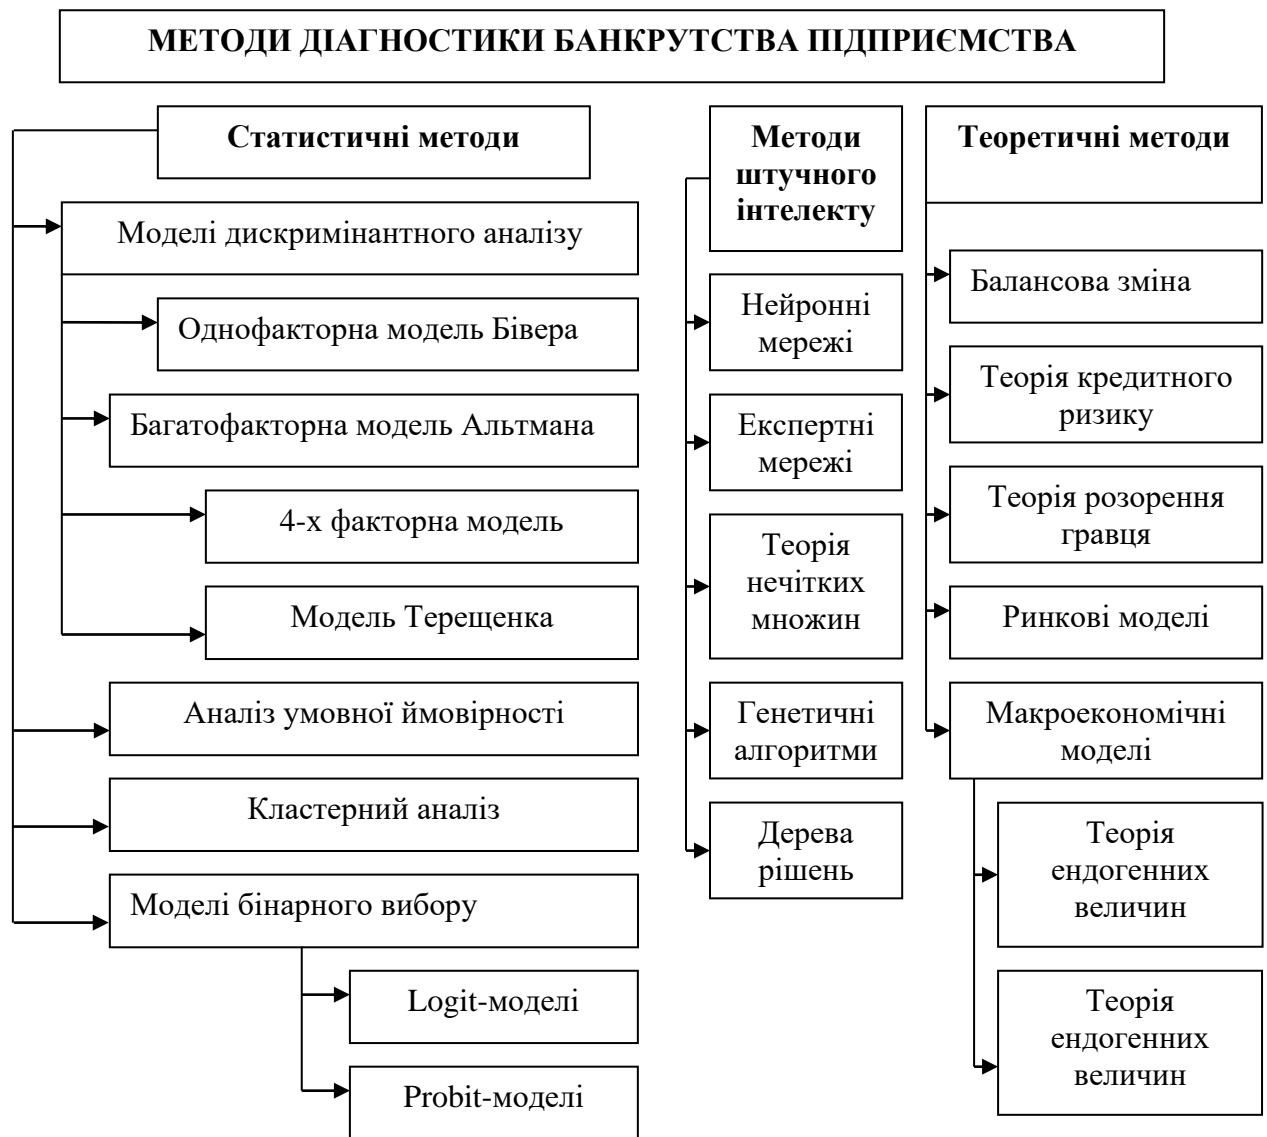 МЕТОДИ ДІАГНОСТИКИ БАНКРУТСТВА ПІДПРИЄМСТВА
Статистичні методи
Моделі дискримінантного аналізу
Однофакторна модель Бівера
Багатофакторна модель Альтмана
4-х факторна модель
Модель Терещенка
Аналіз умовної ймовірності
Кластерний аналіз
Моделі бінарного вибору
Logit-моделі
Probit-моделі
Методи
штучного
інтелекту
Нейронні
мережі
Експертні
мережі
Теорія
нечітких
множин
Генетичні
алгоритми
Дерева
рішень
Теоретичні методи
Балансова зміна
Теорія кредитного
ризику
Теорія розорення
гравця
Ринкові моделі
Макроекономічні
моделі
Теорія
ендогенних
величин
Теорія
ендогенних
величин